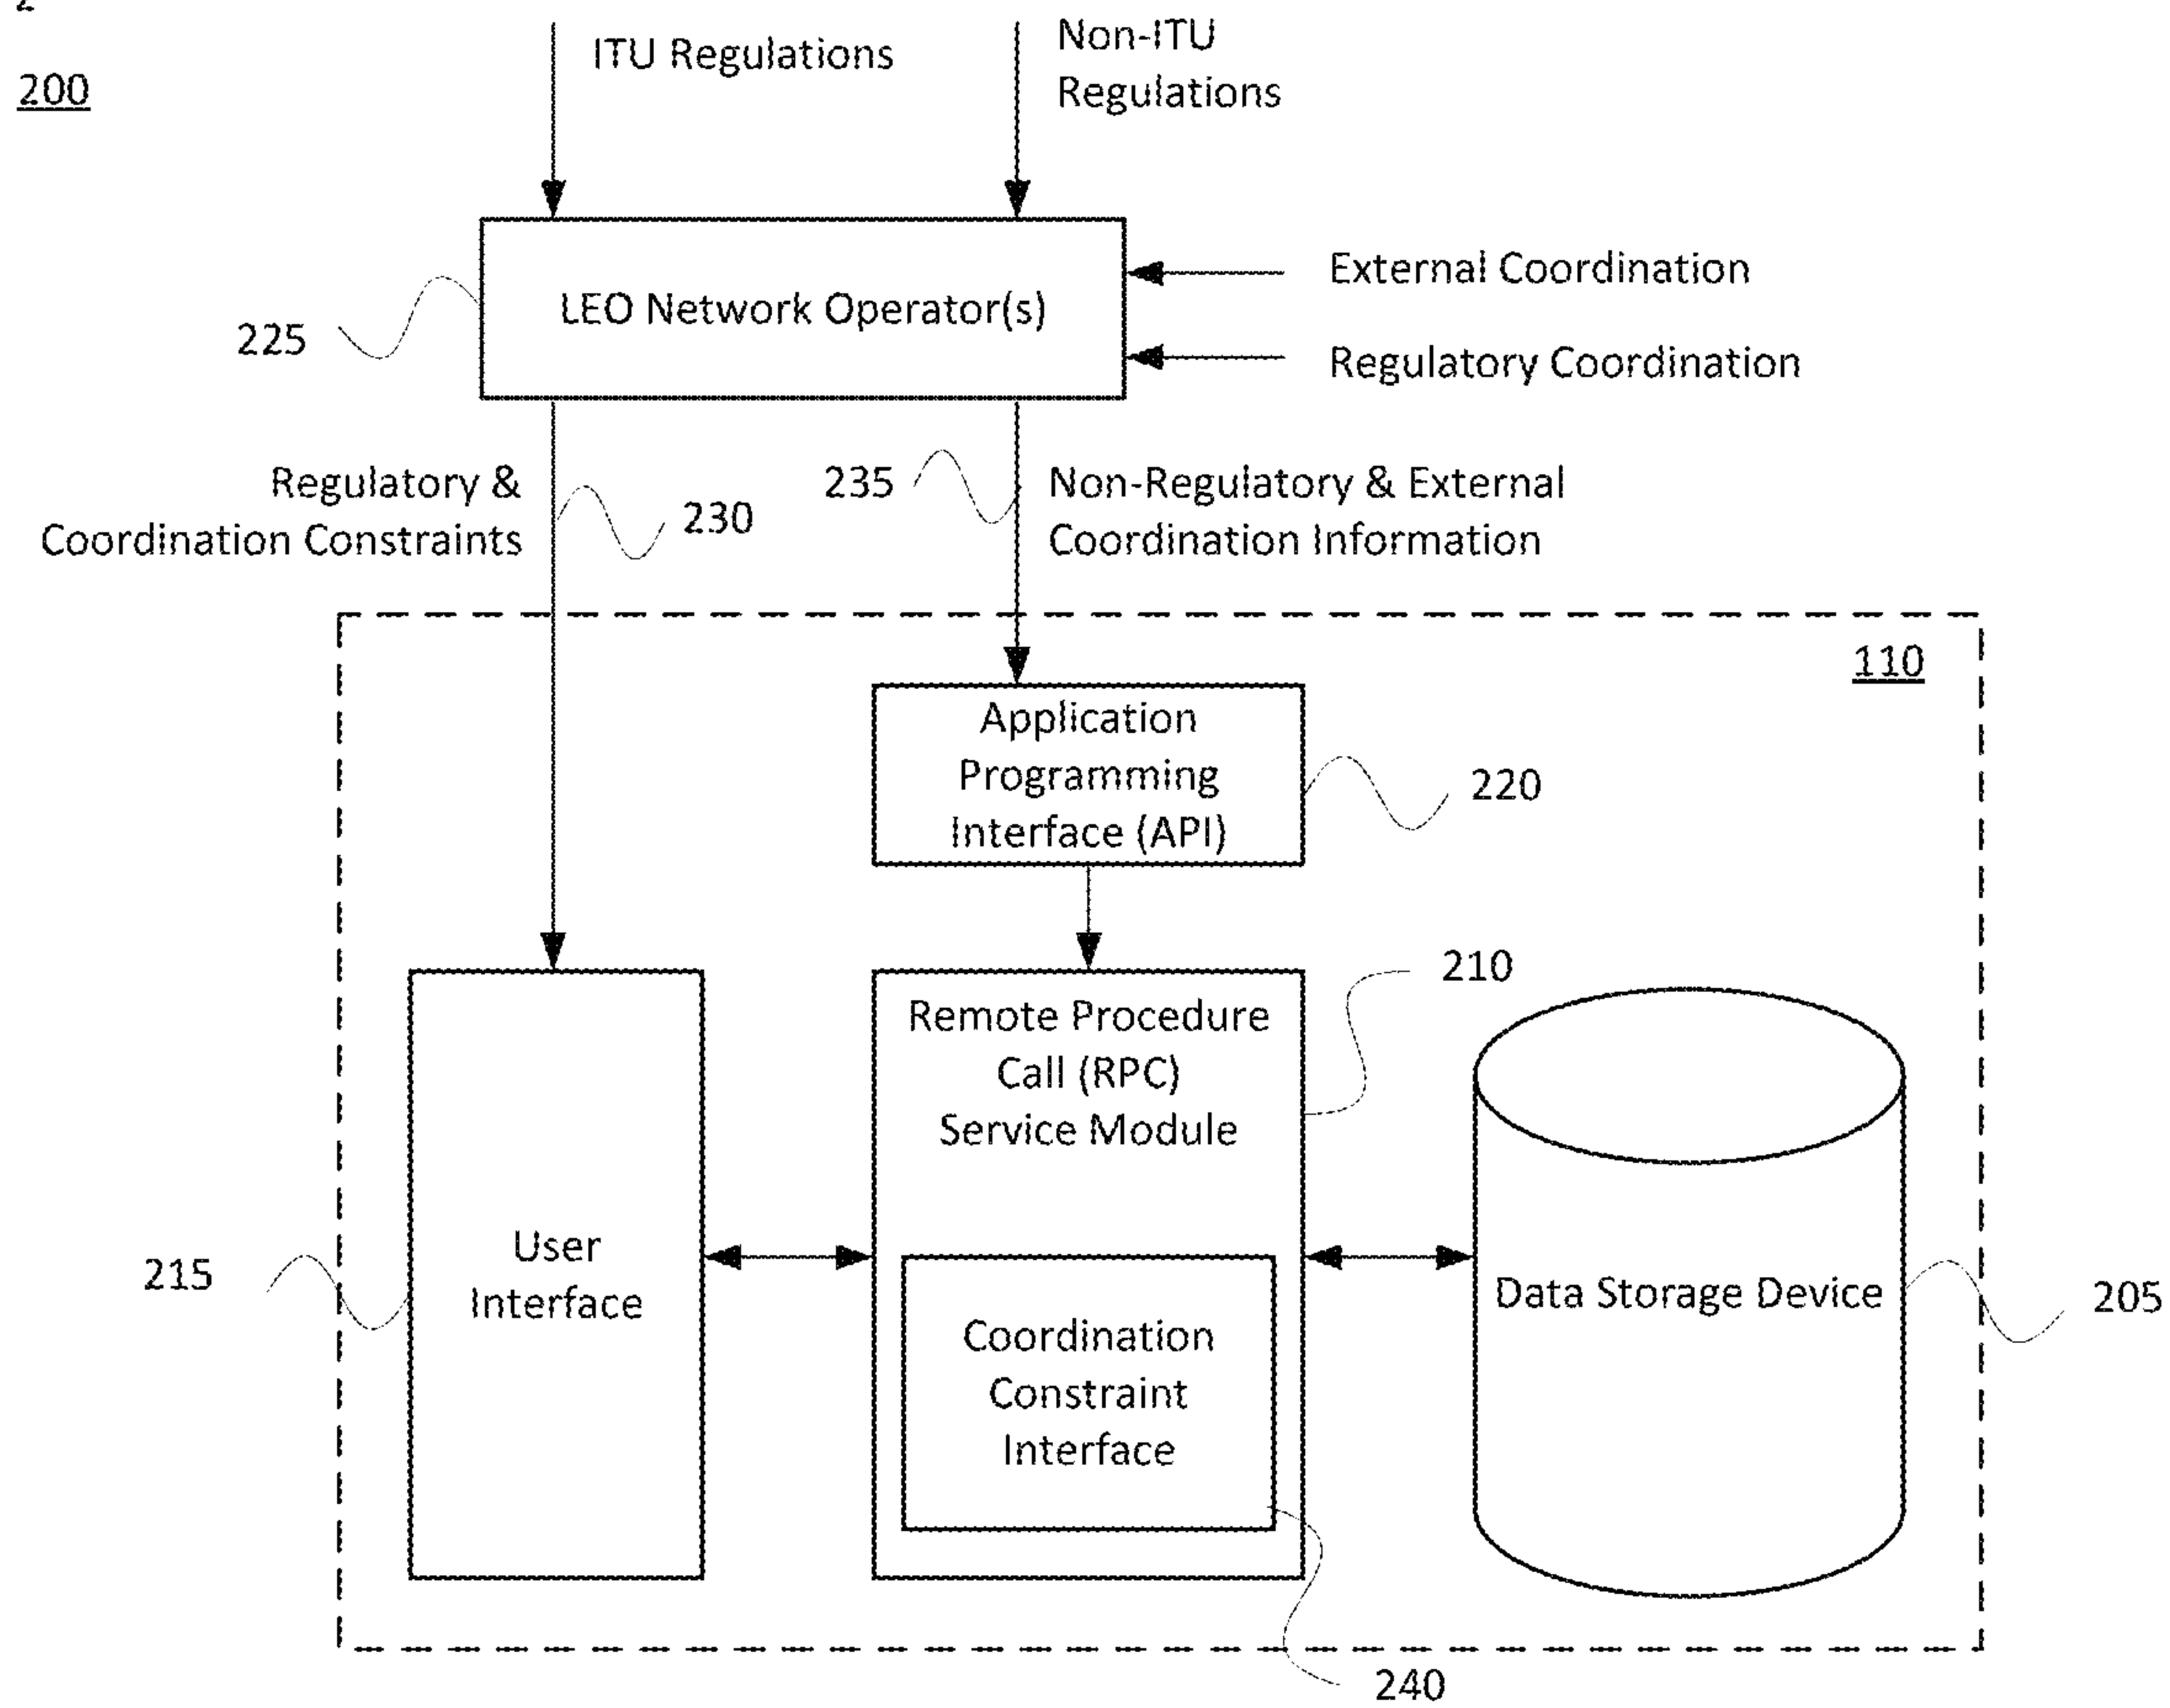 200
ITU Regulations
Non-ITU
Regulations
LEO Network Operator(s)
External Coordination
Regulatory Coordination
225
Regulatory &
Coordination Constraints
230
235
Non-Regulatory & External
Coordination Information
110
Application
Programming
Interface (API)
220
Remote Procedure
Call (RPC)
Service Module
210
User
Interface
215
Coordination
Constraint
Interface
Data Storage Device
205
240